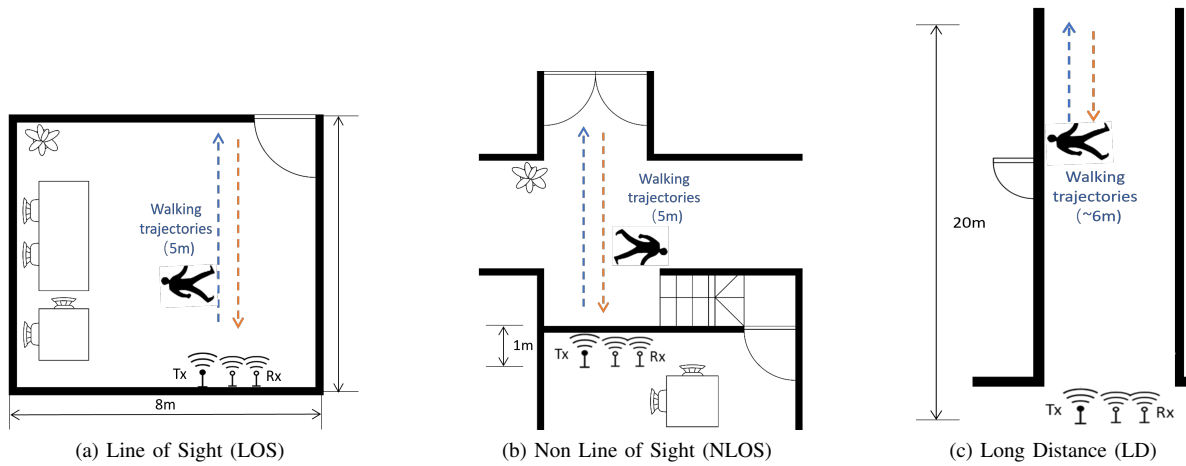 Walking
trajectories
(5m)
Tx
Rx
8m
(a) Line of Sight (LOS)
Walking
trajectories
(5m)
1m
Tx
Rx
(b) Non Line of Sight (NLOS)
20m
Walking
trajectories
(~6m)
Tx
Rx
(c) Long Distance (LD)